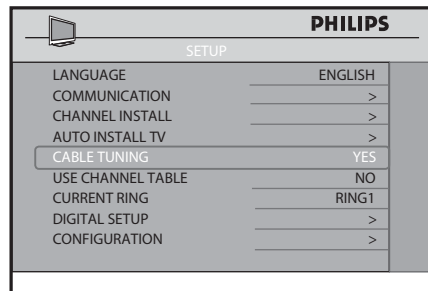 PHILIPS
SETUP
LANGUAGE ENGLISH
COMMUNICATION >
CHANNEL INSTALL >
AUTO INSTALL TV >
CABLE TUNING YES
USE CHANNEL TABLE NO
CURRENT RING RING1
DIGITAL SETUP >
CONFIGURATION >